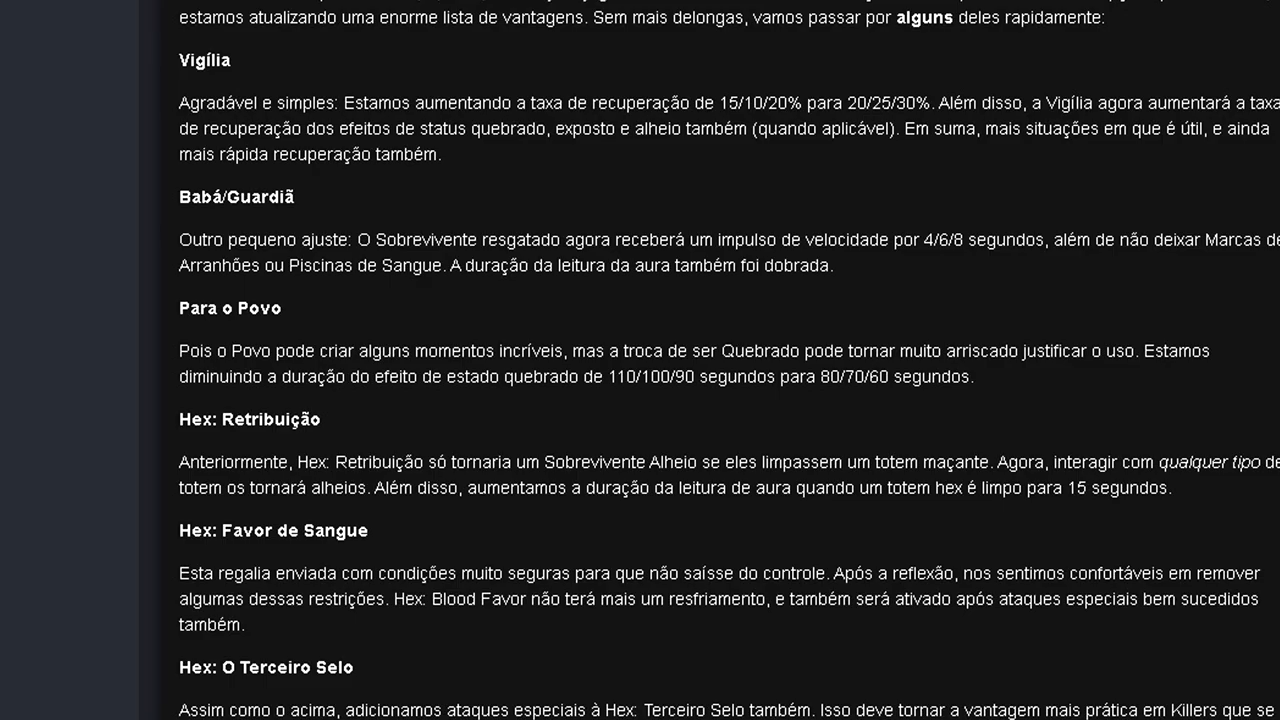 estamos atualizando uma enorme lista de vantagens. Sem mais delongas, vamos passar por alguns deles rapidamente:
Vigília
Agradável e simples: Estamos aumentando a taxa de recuperação de 15/10/20% para 20/25/30%. Além disso, a Vigília agora aumentará a taxa
de recuperação dos efeitos de status quebrado, exposto e alheio também (quando aplicável). Em suma, mais situações em que é útil, e ainda
mais rápida recuperação também.
Babá/Guardiã
Outro pequeno ajuste: O Sobrevivente resgatado agora receberá um impulso de velocidade por 4/6/8 segundos, além de não deixar Marcas de
Arranhões ou Piscinas de Sangue. A duração da leitura da aura também foi dobrada.
Para o Povo
Pois o Povo pode criar alguns momentos incríveis, mas a troca de ser Quebrado pode tornar muito arriscado justificar o uso. Estamos
diminuindo a duração do efeito de estado quebrado de 110/100/90 segundos para 80/70/60 segundos.
Hex: Retribuição
Anteriormente, Hex: Retribuição só tornaria um Sobrevivente Alheio se eles limpassem um totem maçante. Agora, interagir com qualquer tipo de
totem os tornará alheios. Além disso, aumentamos a duração da leitura de aura quando um totem hex é limpo para 15 segundos.
Hex: Favor de Sangue
Esta regalia enviada com condições muito seguras para que não saísse do controle. Após a reflexão, nos sentimos confortáveis em remover
algumas dessas restrições. Hex: Blood Favor não terá mais um resfriamento, e também será ativado após ataques especiais bem sucedidos
também.
Hex: O Terceiro Selo
Assim como o acima, adicionamos ataques especiais à Hex: Terceiro Selo também. Isso deve tornar a vantagem mais prática em Killers que se